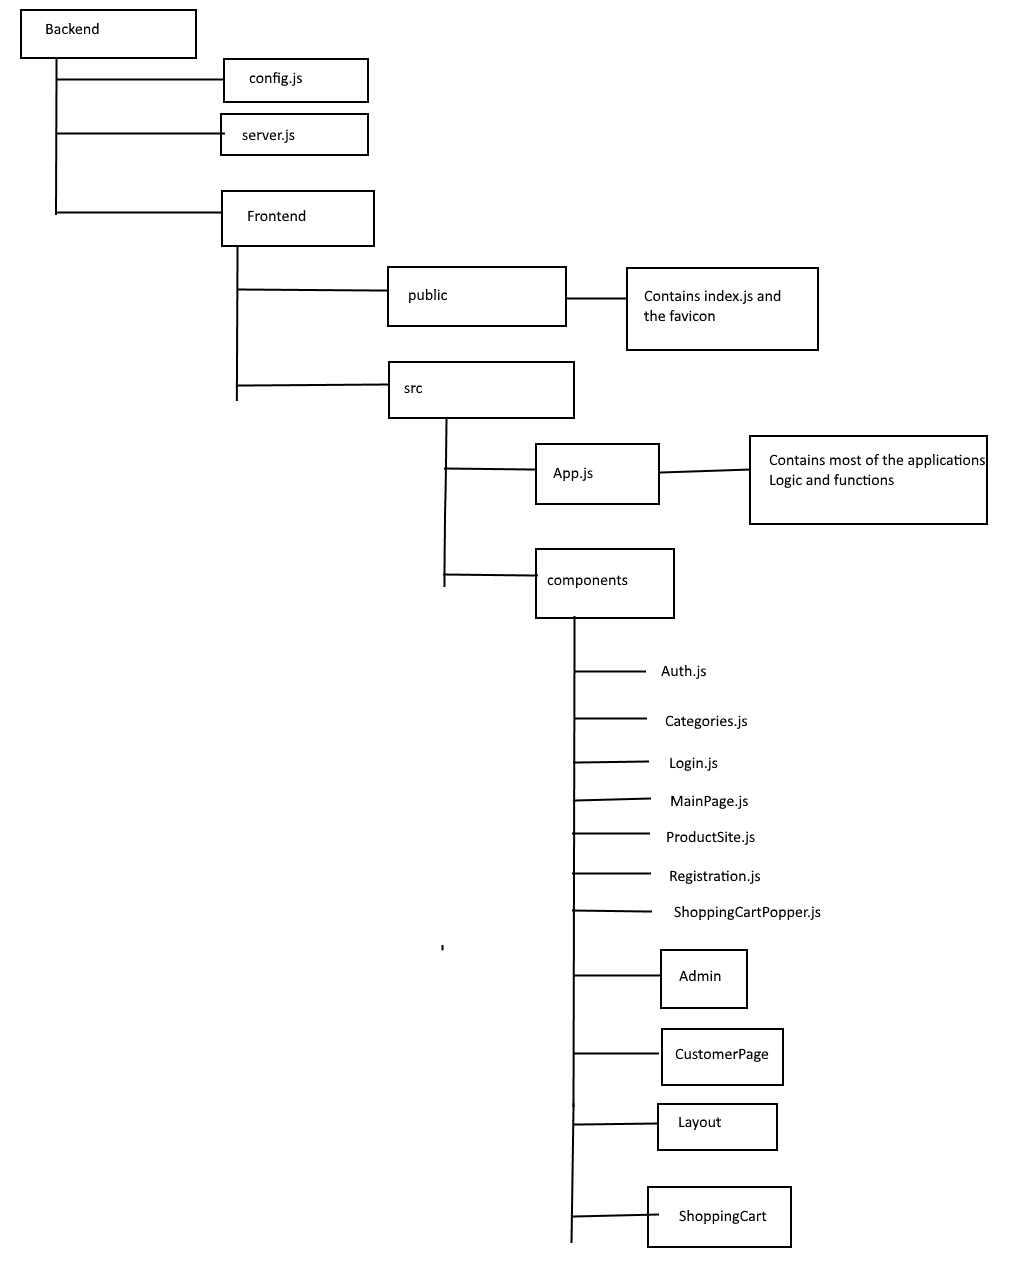 Backend
config.js
server.js
Frontend
public
Contains index.js and
the favicon
src
App.js
Contains most of the applications
Logic and functions
components
Auth.js
Categories.js
Login.js
MainPage.js
ProductSite.js
Registration.js
ShoppingCartPopper.js
Admin
CustomerPage
Layout
ShoppingCart